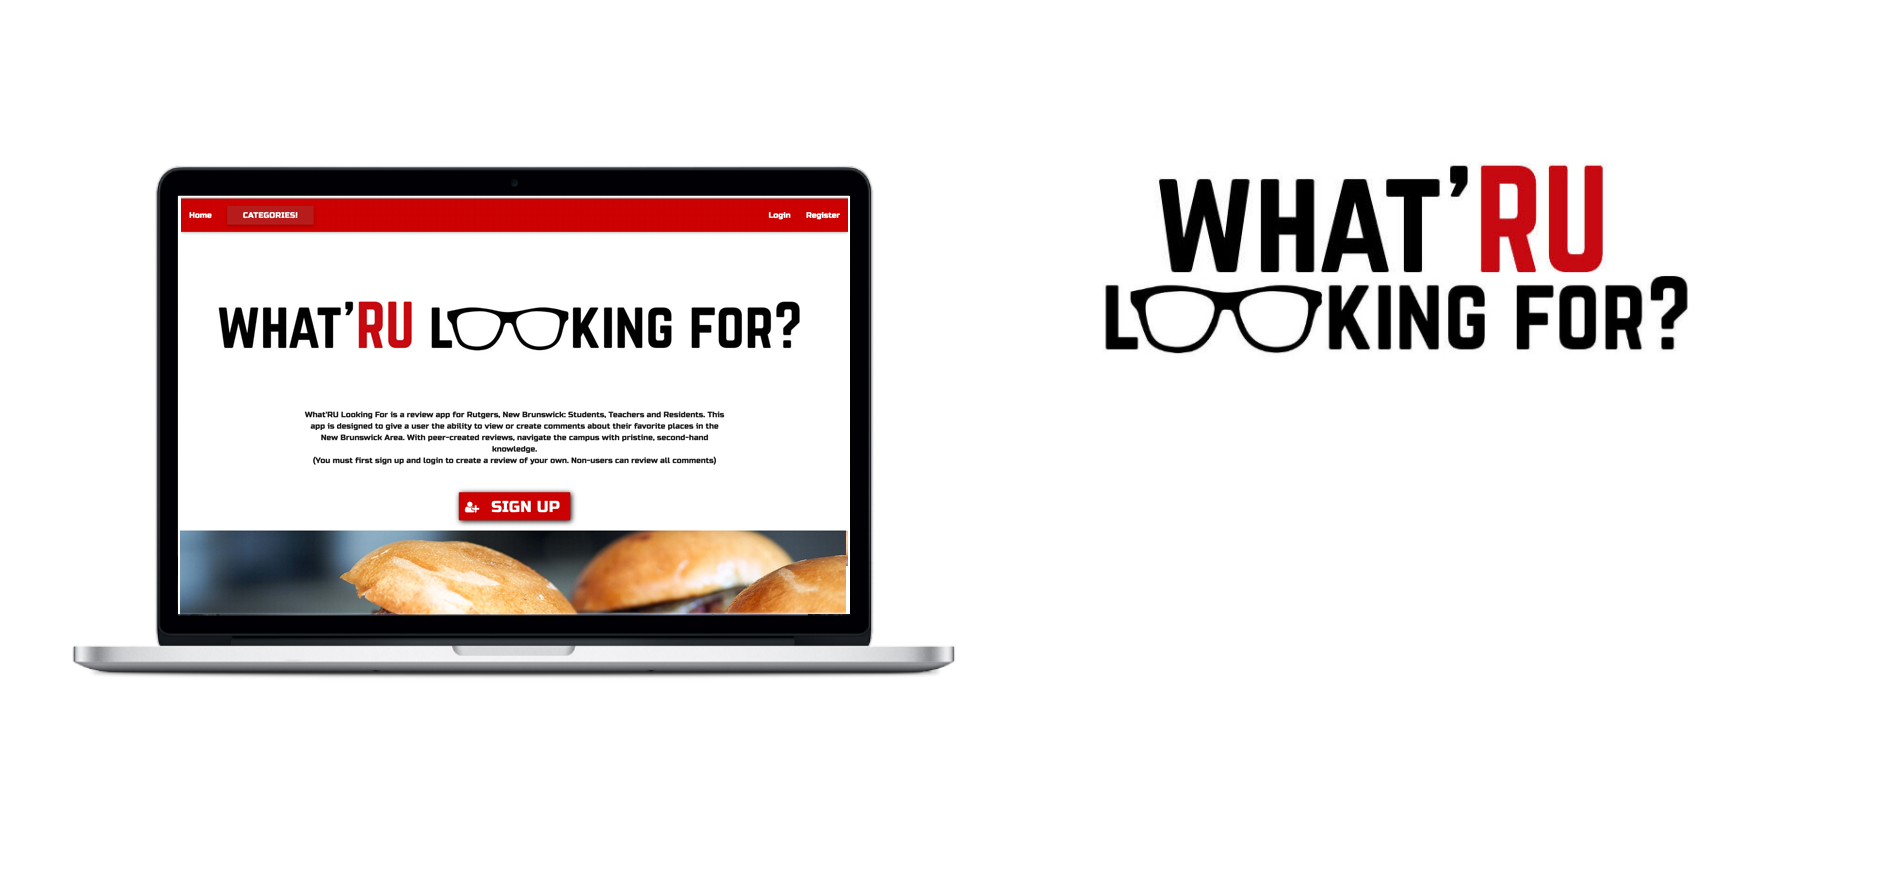 Home CATEGORIES! Login Register
WHAT'RU LOOKING FOR?
What'RU Looking For is a review app for Rutgers, New Brunswick: Students, Teachers and Residents. This
app is designed to give a user the ability to view or create comments about their favorite places in the
New Brunswick Area. With peer-created reviews, navigate the campus with pristine, second-hand
knowledge.
(You must first sign up and login to create a review of your own. Non-users can review all comments)
SIGN UP
WHAT'RU
LOOKING FOR?